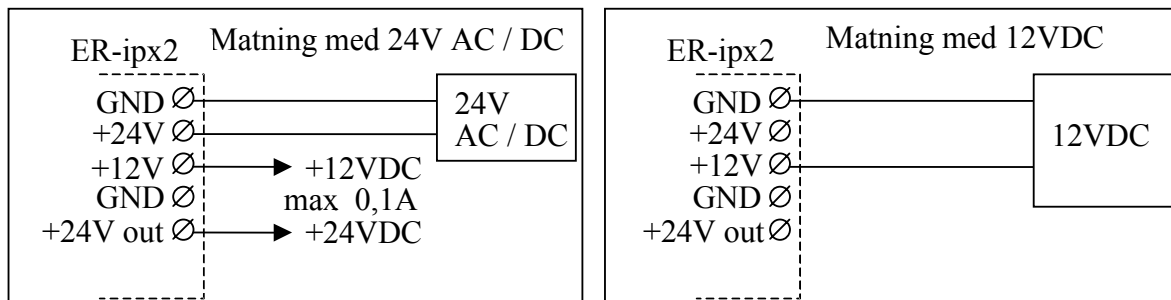 Matning med 24V AC / DC
ER-ipx2
GND
+24V
+12V
GND
+24V out
24V
AC / DC
+12VDC
max 0,1A
+24VDC
Matning med 12VDC
ER-ipx2
GND
+24V
+12V
GND
+24V out
12VDC